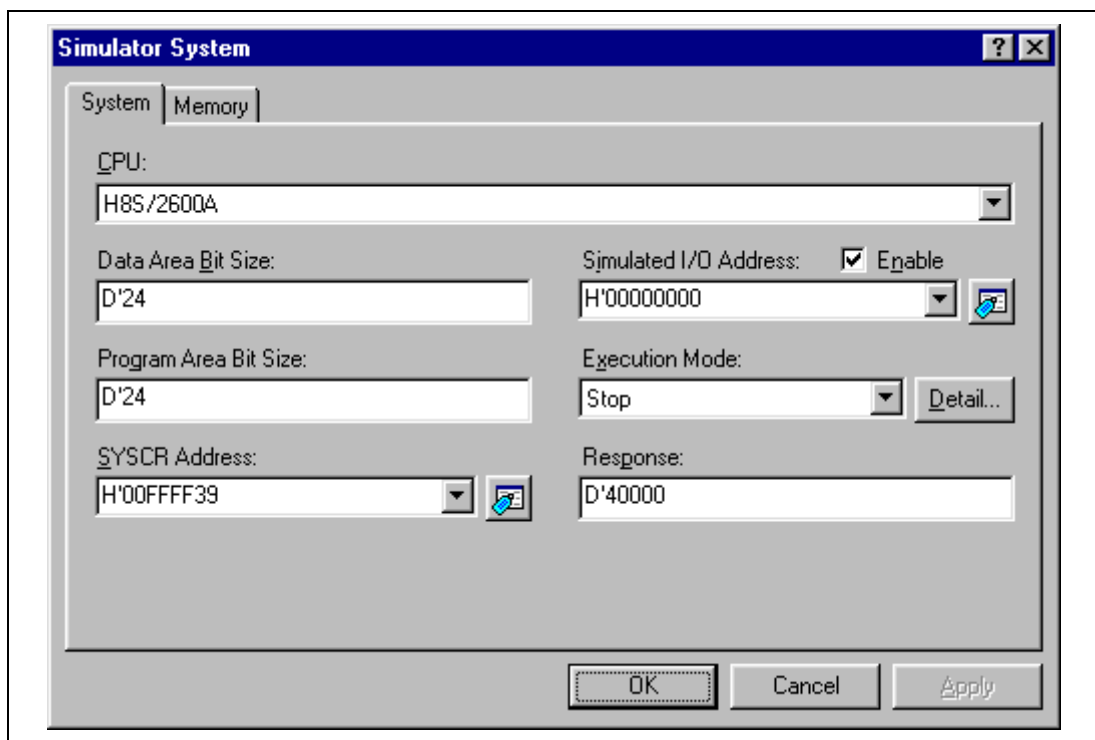 Simulator System
System Memory
CPU:
H8S/2600A
Data Area Bit Size:
D'24
Simulated I/O Address: Enable
H'00000000
Program Area Bit Size:
D'24
Execution Mode:
Stop
Detail...
SYSCR Address:
H'00FFFF39
Response:
D'40000
OK Cancel Apply